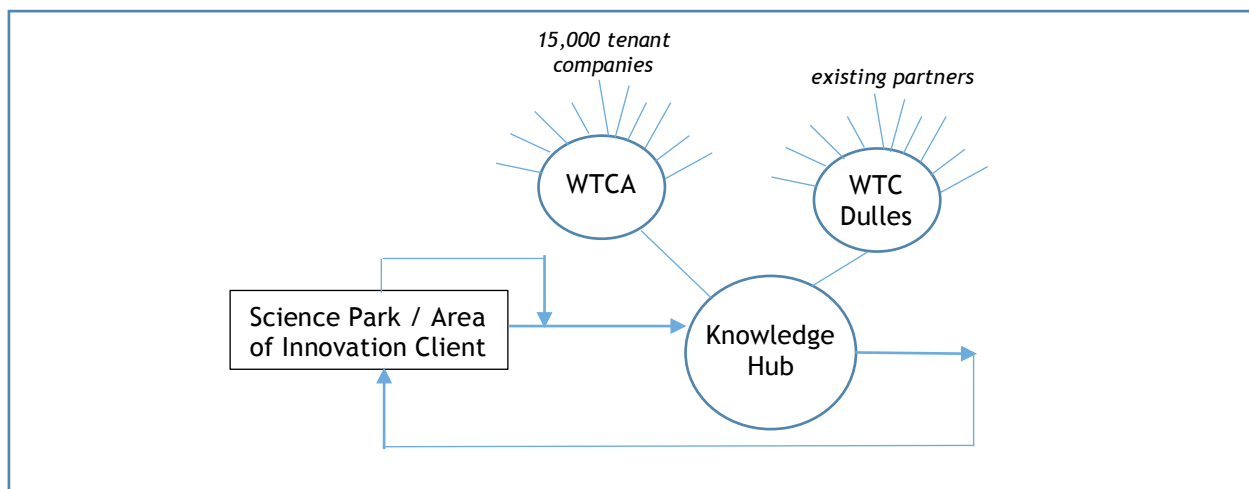 15,000 tenant
companies
existing partners
WTCA
WTC
Dulles
Science Park / Area
of Innovation Client
Knowledge
Hub